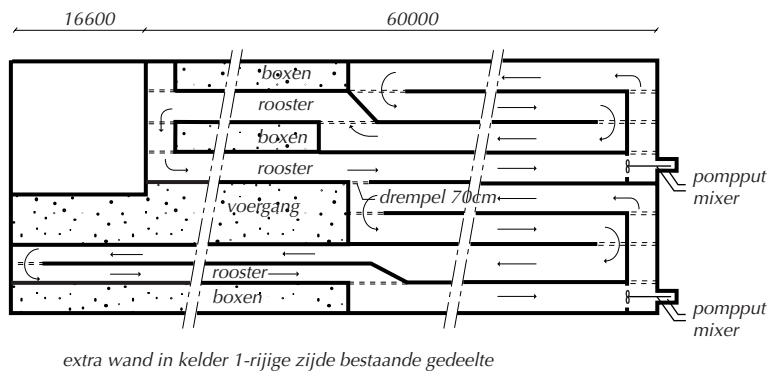 16600 60000
boxen
rooster
boxen
rooster
voergang
drempel 70cm
pompput
mixer
rooster
boxen
pompput
mixer
extra wand in kelder 1-rijige zijde bestaande gedeelte